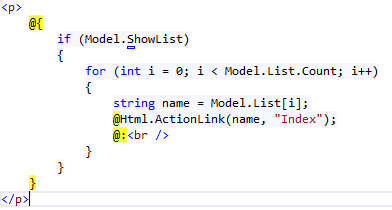 <p>
@{
if (Model.ShowList)
{
for (int i = 0; i < Model.List.Count; i++)
{
string name = Model.List[i];
@Html.ActionLink(name, "Index");
@:<br />
}
}
}
</p>